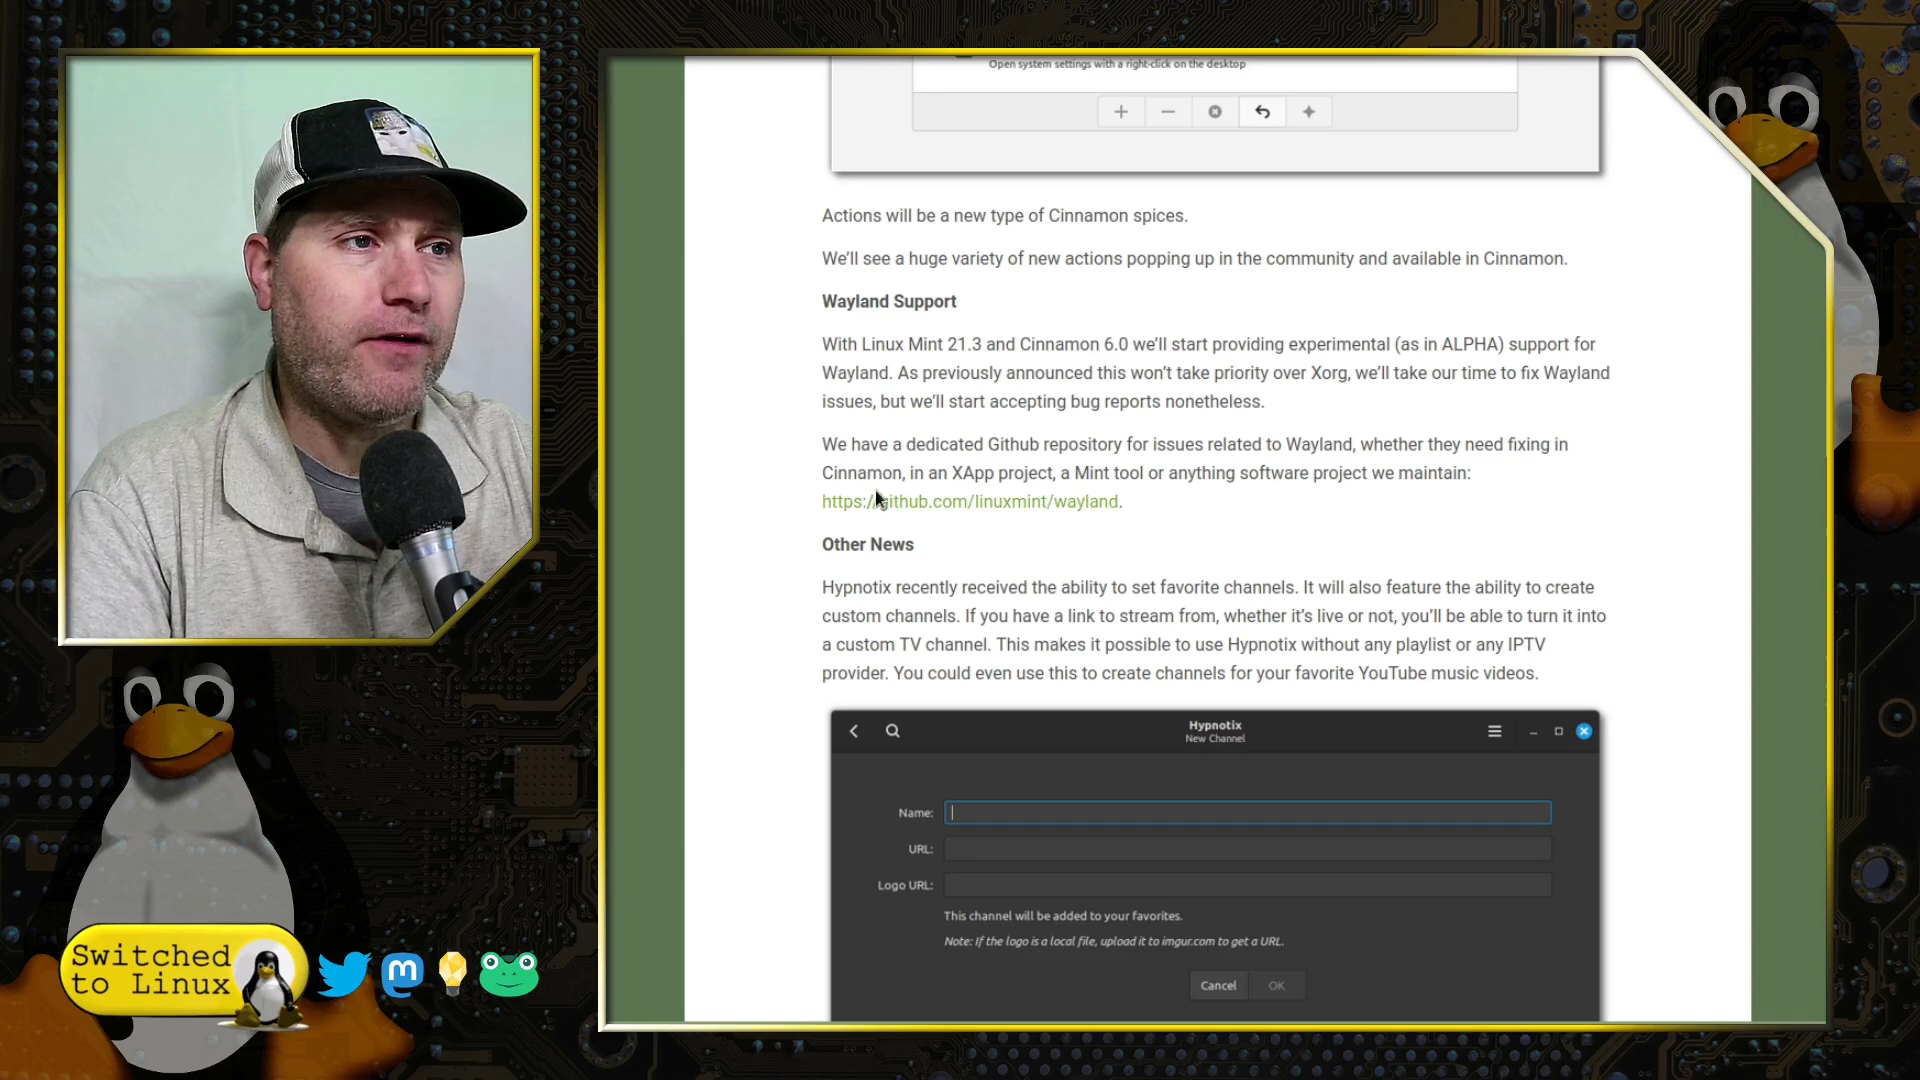 Open system settings with a right-click on the desktop
Actions will be a new type of Cinnamon spices.
We'll see a huge variety of new actions popping up in the community and available in Cinnamon.
Wayland Support
With Linux Mint 21.3 and Cinnamon 6.0 we'll start providing experimental (as in ALPHA) support for
Wayland. As previously announced this won't take priority over Xorg, we'll take our time to fix Wayland
issues, but we'll start accepting bug reports nonetheless.
We have a dedicated Github repository for issues related to Wayland, whether they need fixing in
Cinnamon, in an XApp project, a Mint tool or anything software project we maintain:
https://github.com/linuxmint/wayland.
Other News
Hypnotix recently received the ability to set favorite channels. It will also feature the ability to create
custom channels. If you have a link to stream from, whether it's live or not, you'll be able to turn it into
a custom TV channel. This makes it possible to use Hypnotix without any playlist or any IPTV
provider. You could even use this to create channels for your favorite YouTube music videos.
Hypnotix
New Channel
Name:
URL:
Logo URL:
This channel will be added to your favorites.
Note: If the logo is a local file, upload it to imgur.com to get a URL.
Cancel
OK
Switched
to Linux
m